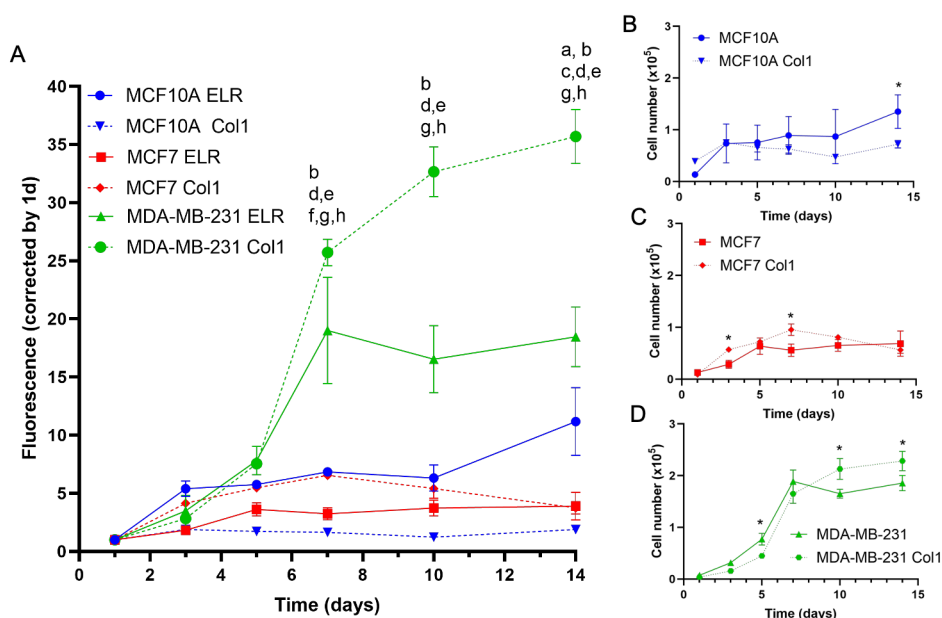 A
Fluorescence (corrected by 1d)
40
35
30
25
20
15
10
5
0
0 2 4 6 8 10 12 14
Time (days)
MCF10A ELR
MCF10A Col1
MCF7 ELR
MCF7 Col1
MDA-MB-231 ELR
MDA-MB-231 Col1
b
d,e
f,g,h
b
d,e
g,h
a, b
c,d,e
g,h
B
Cell number (x10⁵)
3
2
1
0
0 5 10 15
Time (days)
MCF10A
MCF10A Col1
*
C
Cell number (x10⁵)
3
2
1
0
0 5 10 15
Time (days)
MCF7
MCF7 Col1
* *
D
Cell number (x10⁵)
3
2
1
0
0 5 10 15
Time (days)
* * *
MDA-MB-231
MDA-MB-231 Col1